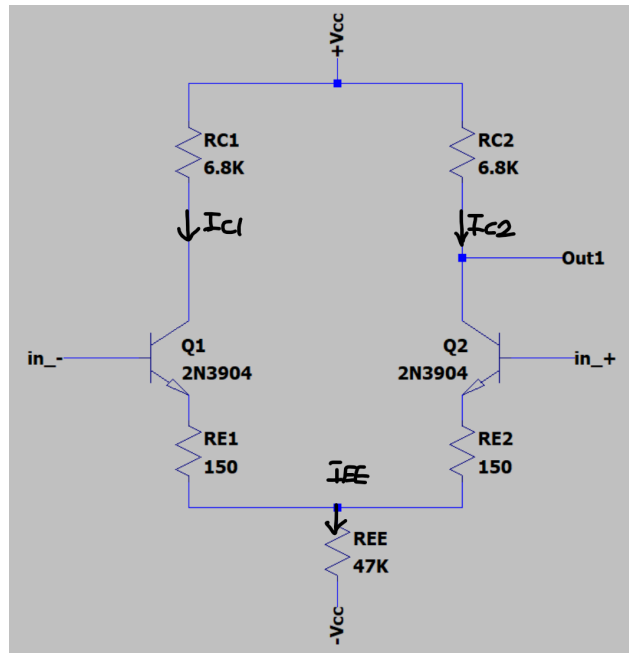 +Vcc
RC1
6.8K
RC2
6.8K
Ic1
Ic2
Out1
in_-
Q1
2N3904
Q2
2N3904
in_+
RE1
150
RE2
150
IEE
REE
47K
-Vcc